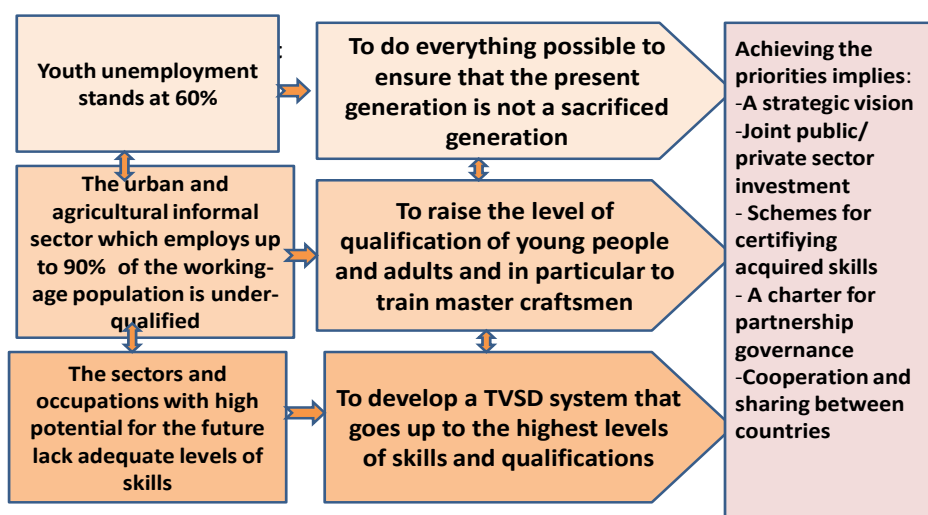 Youth unemployment
stands at 60%
To do everything possible to
ensure that the present
generation is not a sacrificed
generation
The urban and
agricultural informal
sector which employs up
to 90% of the working-
age population is under-
qualified
To raise the level of
qualification of young people
and adults and in particular to
train master craftsmen
The sectors and
occupations with high
potential for the future
lack adequate levels of
skills
To develop a TVSD system that
goes up to the highest levels
of skills and qualifications
Achieving the
priorities implies:
-A strategic vision
-Joint public/
private sector
investment
- Schemes for
certifiying
acquired skills
- A charter for
partnership
governance
-Cooperation and
sharing between
countries